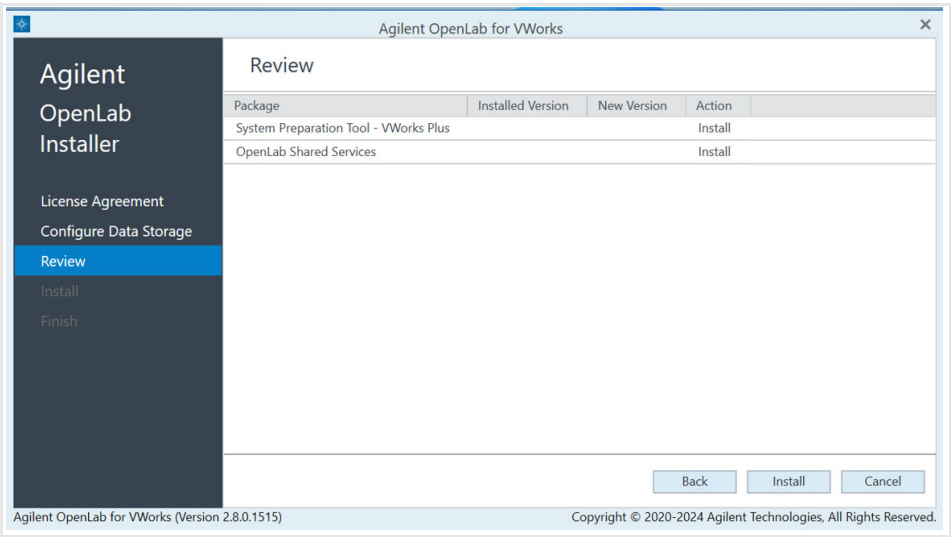 Agilent OpenLab for VWorks
Agilent
OpenLab
Installer
License Agreement
Configure Data Storage
Review
Install
Finish
Review
Package Installed Version New Version Action
System Preparation Tool - VWorks Plus Install
OpenLab Shared Services Install
Back Install Cancel
Agilent OpenLab for VWorks (Version 2.8.0.1515) Copyright © 2020-2024 Agilent Technologies, All Rights Reserved.